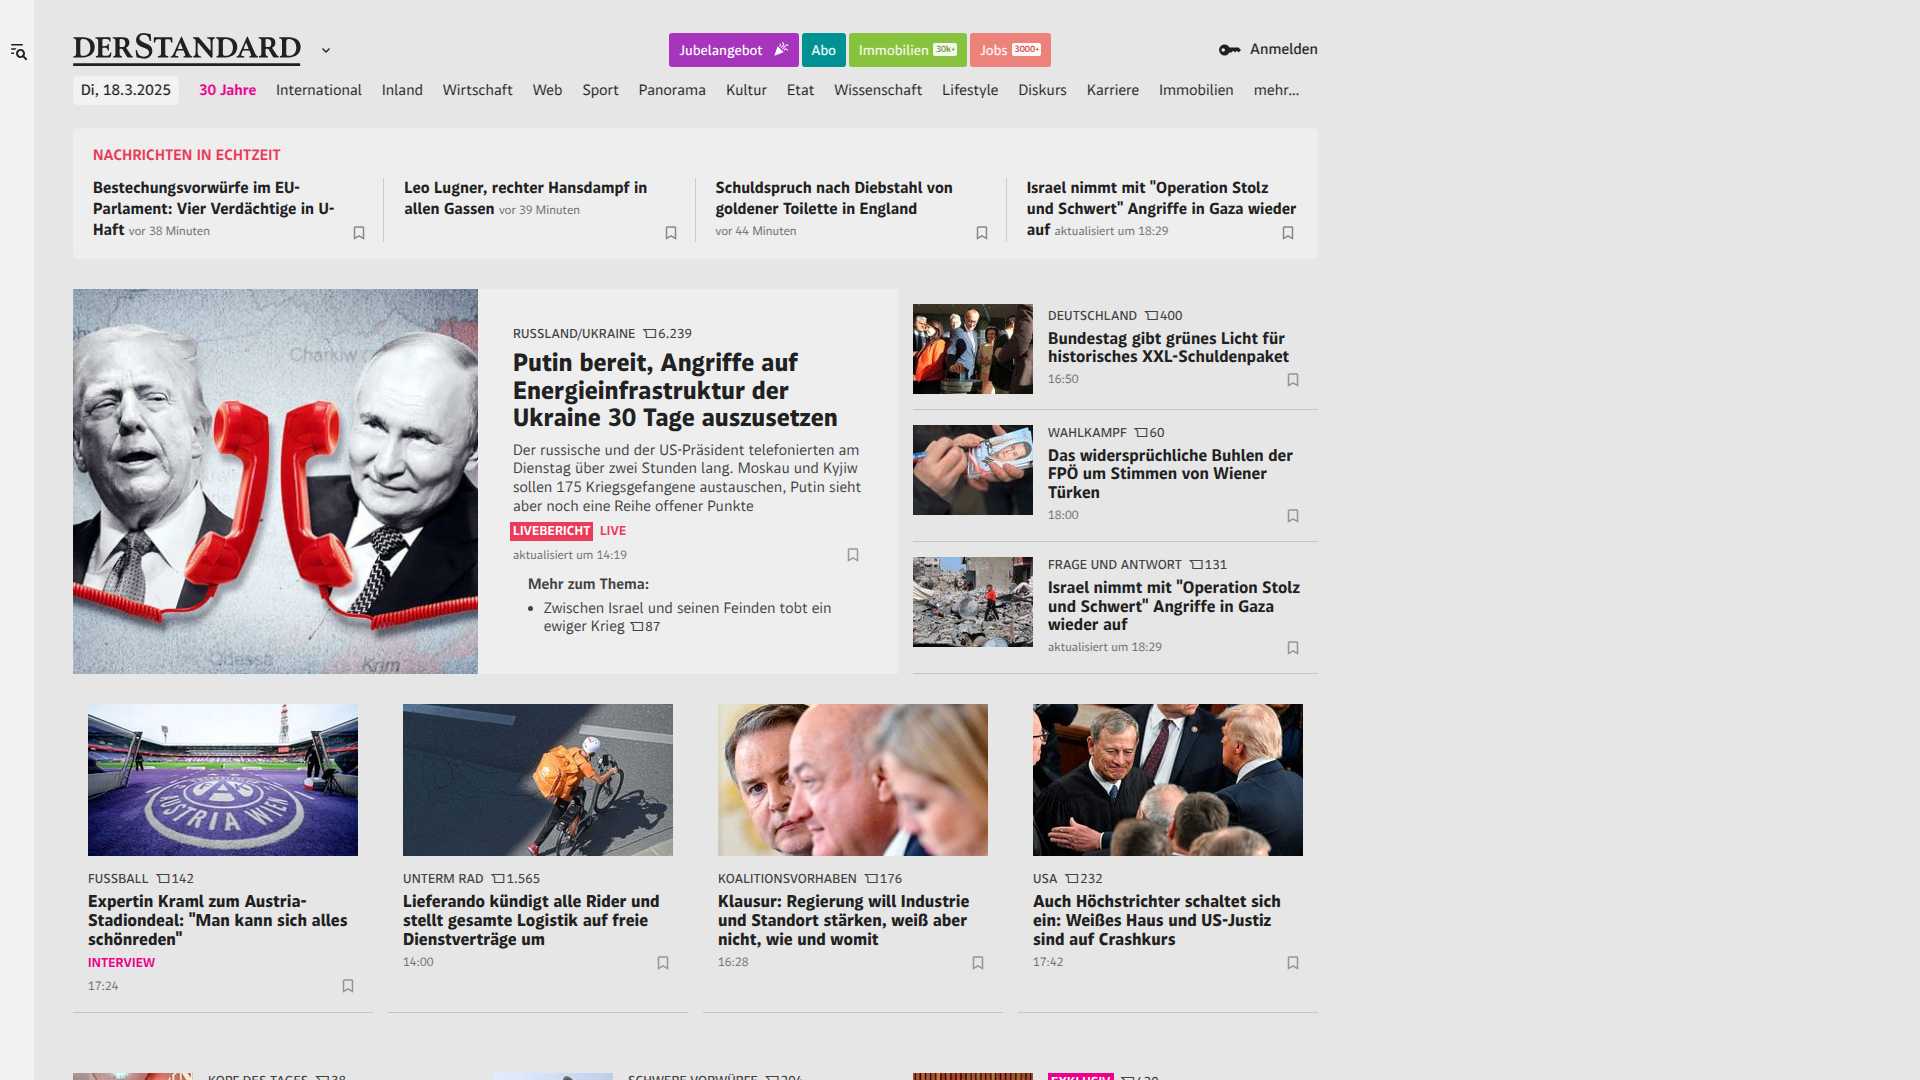 DERSTANDARD
Jubelangebot
Abo
Immobilien 30k+
Jobs 3000+
Anmelden
Di, 18.3.2025
30 Jahre
International
Inland
Wirtschaft
Web
Sport
Panorama
Kultur
Etat
Wissenschaft
Lifestyle
Diskurs
Karriere
Immobilien
mehr...
NACHRICHTEN IN ECHTZEIT
Bestechungsvorwürfe im EU-
Parlament: Vier Verdächtige in U-
Haft vor 38 Minuten
Leo Lugner, rechter Hansdampf in
allen Gassen vor 39 Minuten
Schuldspruch nach Diebstahl von
goldener Toilette in England
vor 44 Minuten
Israel nimmt mit "Operation Stolz
und Schwert" Angriffe in Gaza wieder
auf aktualisiert um 18:29
Charkiw
Odessa
Krim
RUSSLAND/UKRAINE 6.239
Putin bereit, Angriffe auf
Energieinfrastruktur der
Ukraine 30 Tage auszusetzen
Der russische und der US-Präsident telefonierten am
Dienstag über zwei Stunden lang. Moskau und Kyjiw
sollen 175 Kriegsgefangene austauschen, Putin sieht
aber noch eine Reihe offener Punkte
LIVEBERICHT LIVE
aktualisiert um 14:19
Mehr zum Thema:
• Zwischen Israel und seinen Feinden tobt ein
ewiger Krieg 87
DEUTSCHLAND 400
Bundestag gibt grünes Licht für
historisches XXL-Schuldenpaket
16:50
WAHLKAMPF 60
Das widersprüchliche Buhlen der
FPÖ um Stimmen von Wiener
Türken
18:00
FRAGE UND ANTWORT 131
Israel nimmt mit "Operation Stolz
und Schwert" Angriffe in Gaza
wieder auf
aktualisiert um 18:29
AUSTRIA WIEN
FUSSBALL 142
Expertin Kraml zum Austria-
Stadiondeal: "Man kann sich alles
schönreden"
INTERVIEW
17:24
UNTERM RAD 1.565
Lieferando kündigt alle Rider und
stellt gesamte Logistik auf freie
Dienstverträge um
14:00
KOALITIONSVORHABEN 176
Klausur: Regierung will Industrie
und Standort stärken, weiß aber
nicht, wie und womit
16:28
USA 232
Auch Höchstrichter schaltet sich
ein: Weißes Haus und US-Justiz
sind auf Crashkurs
17:42
KOPF DES TAGES 38
SCHWERE VORWÜRFE 204
EXKLUSIV